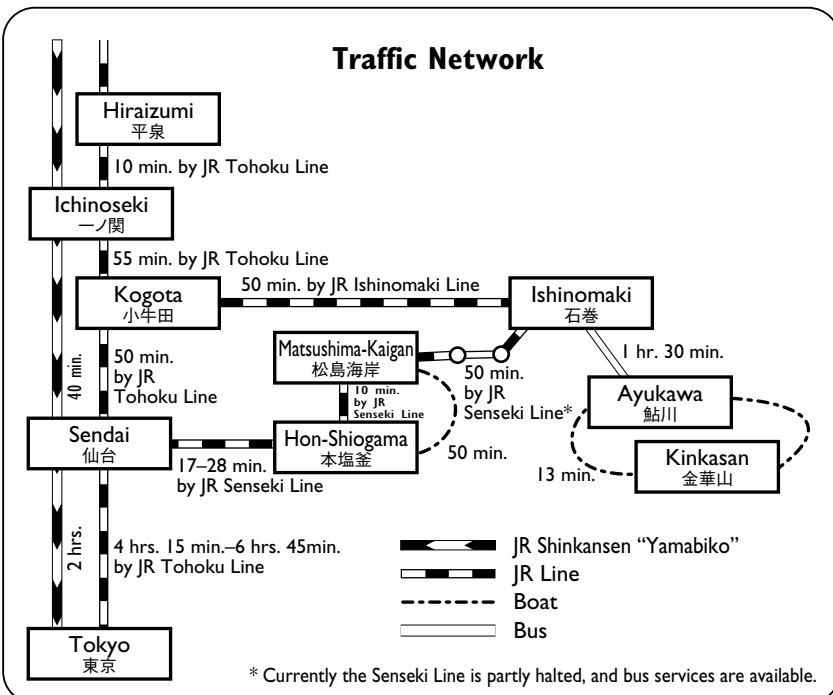 Traffic Network
Hiraizumi
平泉
10 min. by JR Tohoku Line
Ichinoseki
一ノ関
55 min. by JR Tohoku Line
50 min. by JR Ishinomaki Line
Kogota
小牛田
Ishinomaki
石巻
40 min.
50 min.
by JR
Tohoku Line
Matsushima-Kaigan
松島海岸
10 min.
by JR
Senseki Line
50 min.
by JR
Senseki Line*
1 hr. 30 min.
Ayukawa
鮎川
Sendai
仙台
17–28 min.
by JR Senseki Line
Hon-Shiogama
本塩釜
50 min.
13 min.
Kinkasan
金華山
2 hrs.
4 hrs. 15 min.–6 hrs. 45min.
by JR Tohoku Line
JR Shinkansen “Yamabiko”
JR Line
Boat
Bus
Tokyo
東京
* Currently the Senseki Line is partly halted, and bus services are available.